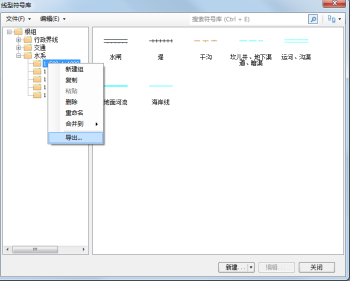 线型符号库
文件(F) 编辑(E) 搜索符号库 (Ctrl + E)
根组
行政界线
交通
水系
新建组
复制
粘贴
删除
重命名
合并到
导出...
水闸 堤 干沟 坎儿井、地下渠道、暗渠 运河、沟渠
地面河流 海岸线
新建... 编辑... 关闭